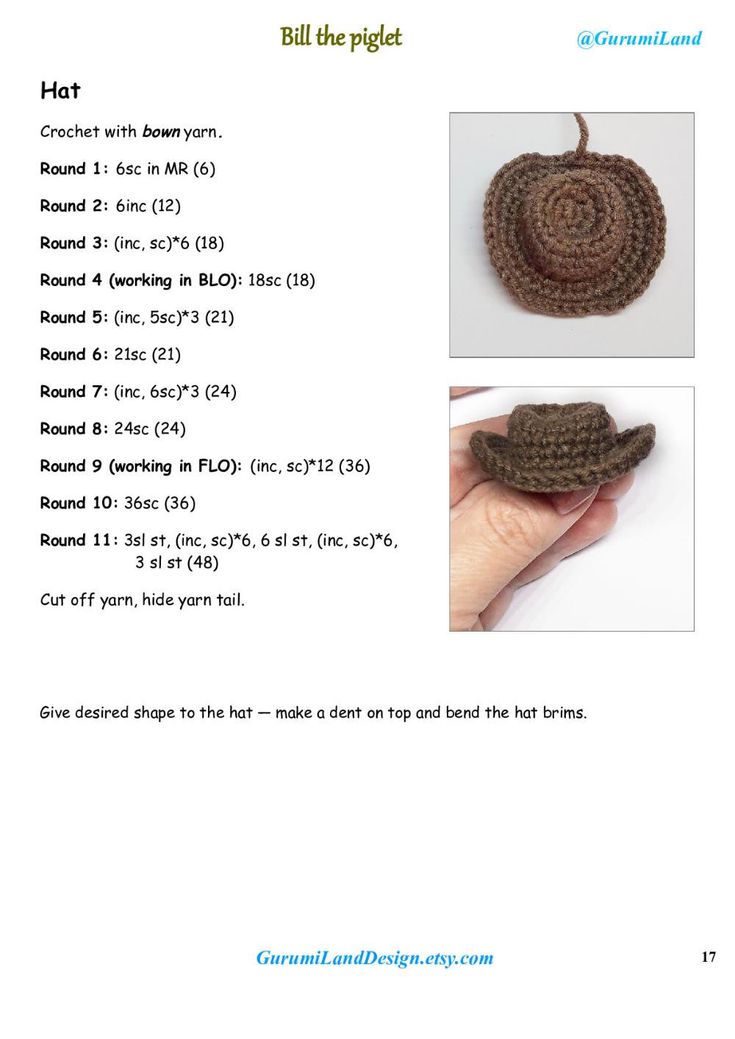 Bill the piglet
@GurumiLand
Hat
Crochet with bown yarn.
Round 1: 6sc in MR (6)
Round 2: 6inc (12)
Round 3: (inc, sc)*6 (18)
Round 4 (working in BLO): 18sc (18)
Round 5: (inc, 5sc)*3 (21)
Round 6: 21sc (21)
Round 7: (inc, 6sc)*3 (24)
Round 8: 24sc (24)
Round 9 (working in FLO): (inc, sc)*12 (36)
Round 10: 36sc (36)
Round 11: 3sl st, (inc, sc)*6, 6 sl st, (inc, sc)*6,
3 sl st (48)
Cut off yarn, hide yarn tail.
Give desired shape to the hat — make a dent on top and bend the hat brims.
GurumiLandDesign.etsy.com
17